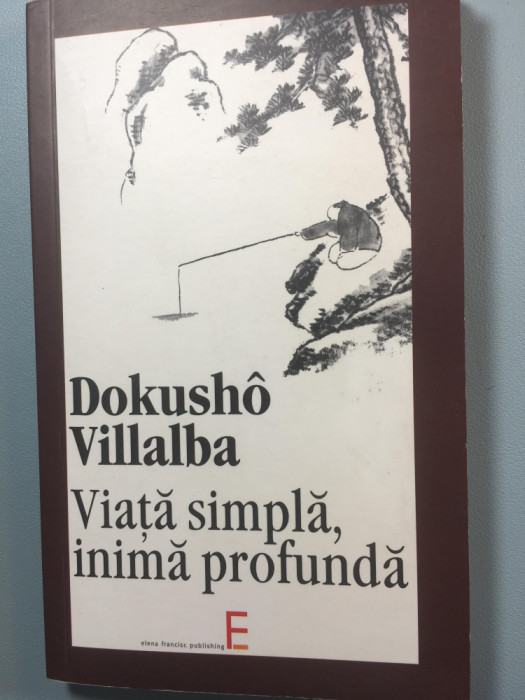 Dokushô
Villalba
Viață simplă,
inimă profundă
elena francisc publishing
E